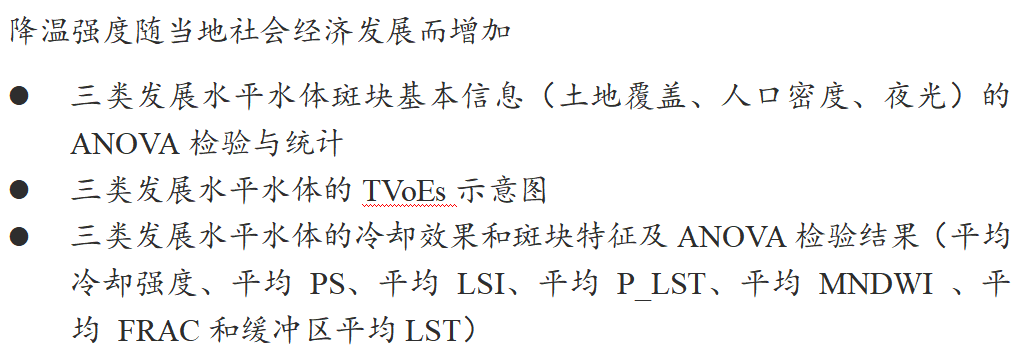 降温强度随当地社会经济发展而增加
● 三类发展水平水体斑块基本信息（土地覆盖、人口密度、夜光）的
ANOVA 检验与统计
● 三类发展水平水体的 TVoEs 示意图
● 三类发展水平水体的冷却效果和斑块特征及 ANOVA 检验结果（平均
冷却强度、平均 PS、平均 LSI、平均 P_LST、平均 MNDWI 、平
均 FRAC 和缓冲区平均 LST）